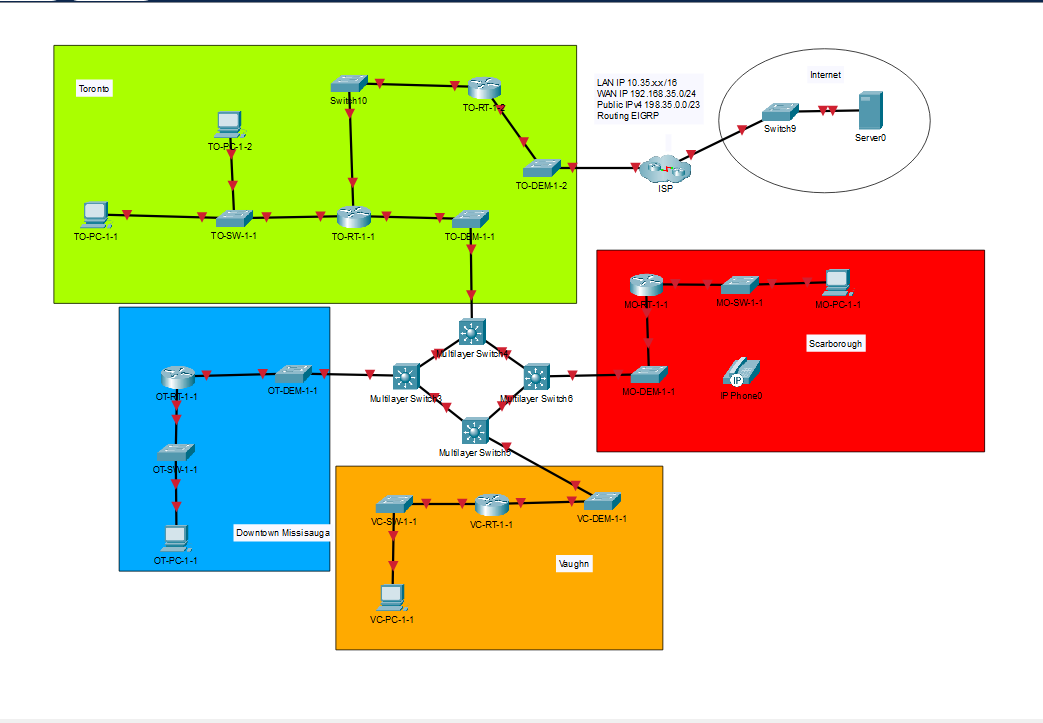 Toronto
Switch10
TO-RT-1-2
TO-PC-1-2
TO-DEM-1-2
TO-PC-1-1
TO-SW-1-1
TO-RT-1-1
TO-DEM-1-1
LAN IP 10.35.x.x/16
WAN IP 192.168.35.0/24
Public IPv4 198.35.0.0/23
Routing EIGRP
ISP
Internet
Switch9
Server0
MO-RT-1-1
MO-SW-1-1
MO-PC-1-1
Scarborough
MO-DEM-1-1
IP
IP Phone0
Multilayer Switch4
Multilayer Switch3
Multilayer Switch6
Multilayer Switch5
OT-RT-1-1
OT-DEM-1-1
OT-SW-1-1
Downtown Missisauga
OT-PC-1-1
VC-SW-1-1
VC-RT-1-1
VC-DEM-1-1
Vaughn
VC-PC-1-1